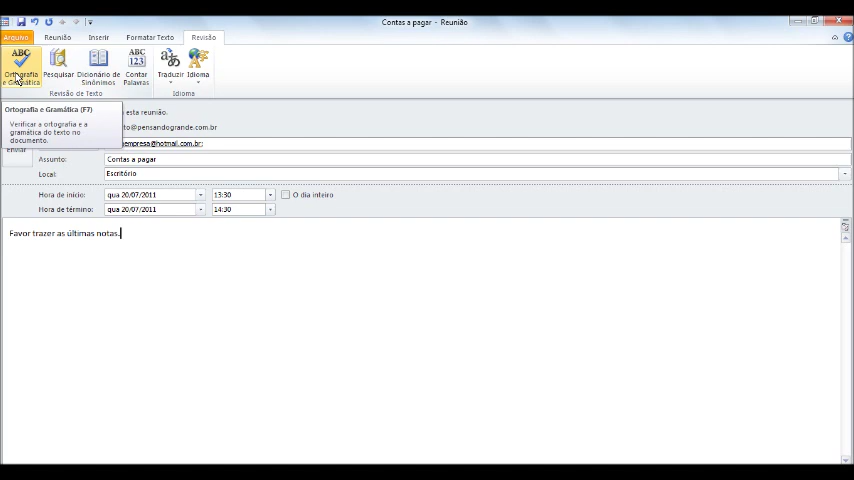 Contas a pagar - Reunião
Arquivo Reunião Inserir Formatar Texto Revisão
ABC
Ortografia e Gramática
Pesquisar
Dicionário de Sinônimos
ABC 123
Contar Palavras
Traduzir
Idioma
Revisão de Texto
Idioma
Ortografia e Gramática (F7)
Verificar a ortografia e a
gramática do texto no
documento.
esta reunião.
to@pensandogrande.com.br
Enviar
empresa@hotmail.com.br;
Assunto: Contas a pagar
Local: Escritório
Hora de início: qua 20/07/2011 13:30 O dia inteiro
Hora de término: qua 20/07/2011 14:30
Favor trazer as últimas notas.